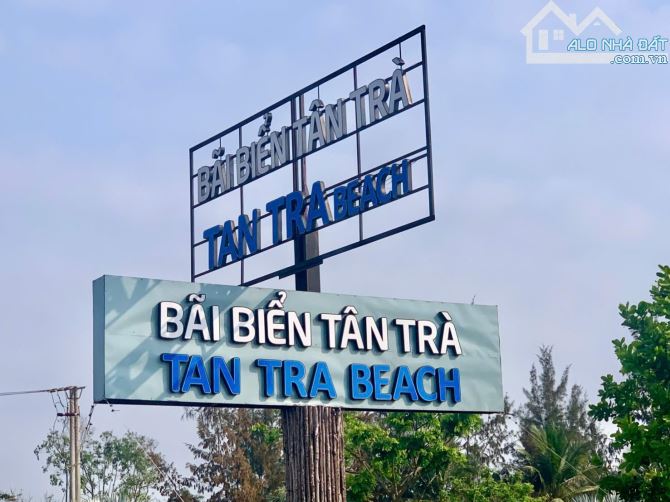 ALO NHÀ ĐẤT
.com.vn
BÃI BIỂN TÂN TRÀ
TAN TRA BEACH
BÃI BIỂN TÂN TRÀ
TAN TRA BEACH